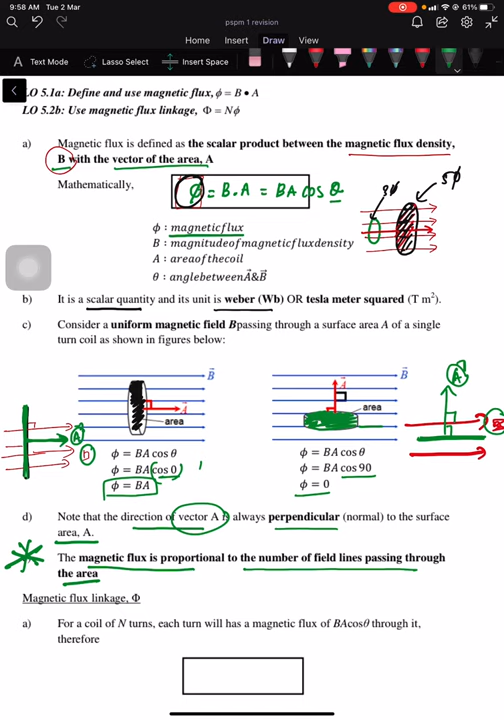 9:58 AM Tue 2 Mar
61%
pspm 1 revision
Home Insert Draw View
Text Mode Lasso Select Insert Space
LO 5.1a: Define and use magnetic flux, ϕ = B • A
LO 5.2b: Use magnetic flux linkage, Φ = Nϕ
a) Magnetic flux is defined as the scalar product between the magnetic flux density,
B with the vector of the area, A
Mathematically,
ϕ = B.A = BA cos θ
3ϕ
5ϕ
ϕ : magneticflux
B : magnitudeofmagneticfluxdensity
A : areaofthecoil
θ : anglebetweenA⃗&B⃗
b) It is a scalar quantity and its unit is weber (Wb) OR tesla meter squared (T m²).
c) Consider a uniform magnetic field Bpassing through a surface area A of a single
turn coil as shown in figures below:
B⃗
A⃗
area
B⃗
A⃗
area
A
B
A
ϕ = BA cos θ
ϕ = BA cos 0
ϕ = BA
ϕ = BA cos θ
ϕ = BA cos 90
ϕ = 0
d) Note that the direction of vector A is always perpendicular (normal) to the surface
area, A.
The magnetic flux is proportional to the number of field lines passing through
the area
Magnetic flux linkage, Φ
a) For a coil of N turns, each turn will has a magnetic flux of BAcosθ through it,
therefore